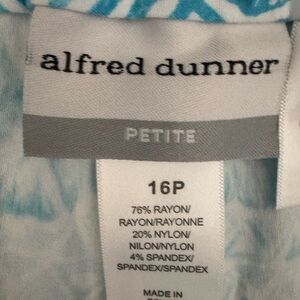 alfred dunner
PETITE
16P
76% RAYON/
RAYON/RAYONNE
20% NYLON/
NILON/NYLON
4% SPANDEX/
SPANDEX/SPANDEX
MADE IN